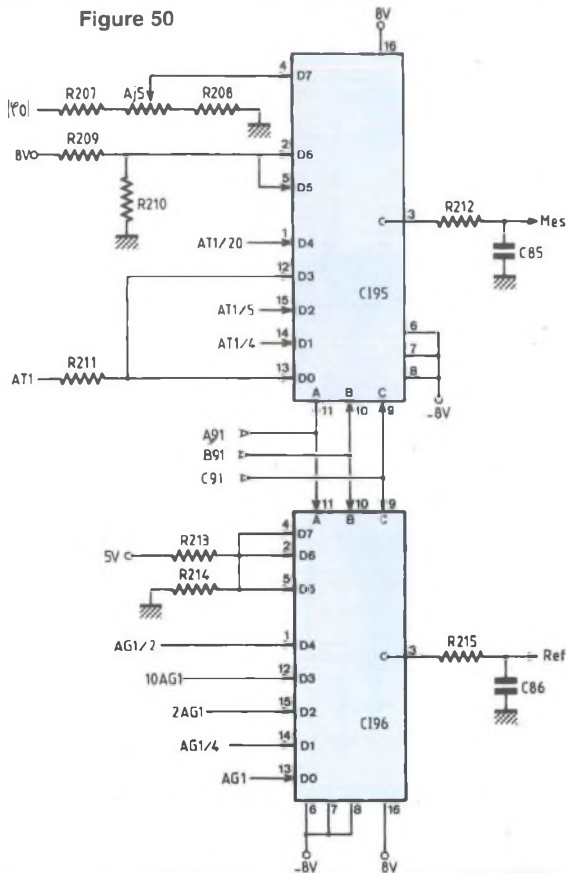 Figure 50
8V
16
|φ0|
R207
Aj5
R208
4
D7
8V
R209
2
D6
5
D5
R210
AT1/20
1
D4
12
D3
AT1/5
15
D2
AT1/4
14
D1
AT1
R211
13
D0
C
3
R212
Mes
C85
CI95
6
7
8
-8V
A
B
C
11
10
9
A91
B91
C91
11
10
9
A
B
C
4
D7
5V
R213
2
D6
R214
5
D5
AG1/2
1
D4
10AG1
12
D3
2AG1
15
D2
AG1/4
14
D1
AG1
13
D0
C
3
R215
Ref
C86
CI96
6
7
8
16
-8V
8V